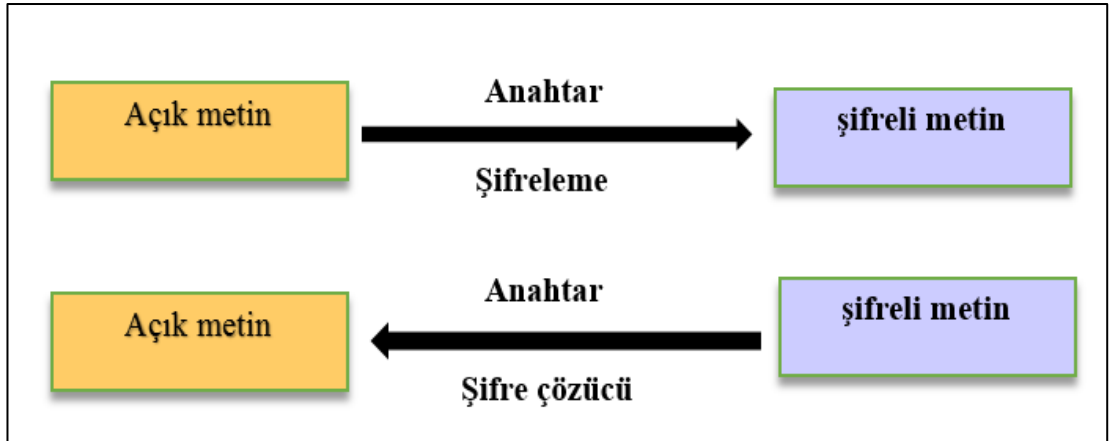 Açık metin
Anahtar
Şifreleme
şifreli metin
Açık metin
Anahtar
Şifre çözücü
şifreli metin